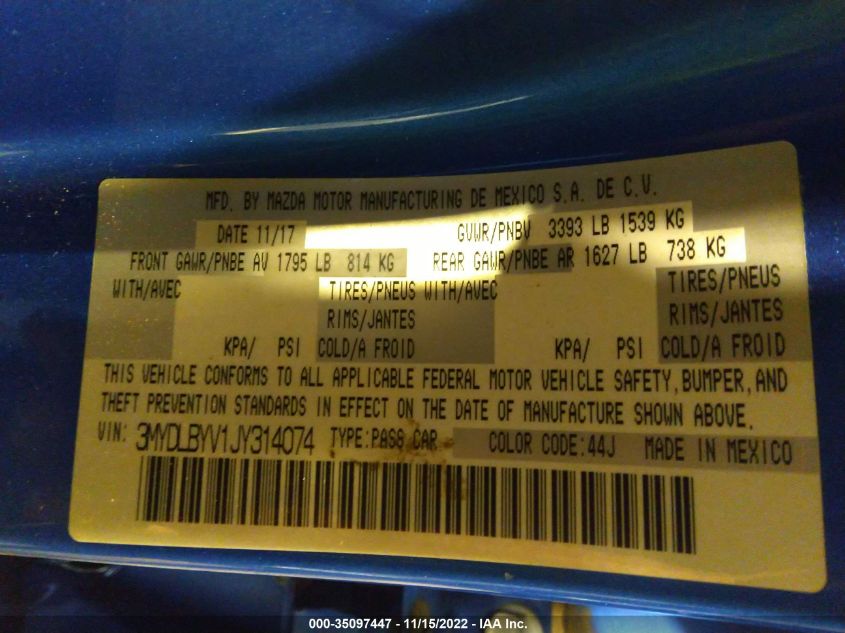 MFD. BY MAZDA MOTOR MANUFACTURING DE MEXICO S.A. DE C.V.
DATE 11/17 GVWR/PNBV 3393 LB 1539 KG
FRONT GAWR/PNBE AV 1795 LB 814 KG REAR GAWR/PNBE AR 1627 LB 738 KG
WITH/AVEC TIRES/PNEUS WITH/AVEC TIRES/PNEUS
RIMS/JANTES RIMS/JANTES
KPA/ PSI COLD/A FROID KPA/ PSI COLD/A FROID
THIS VEHICLE CONFORMS TO ALL APPLICABLE FEDERAL MOTOR VEHICLE SAFETY, BUMPER, AND
THEFT PREVENTION STANDARDS IN EFFECT ON THE DATE OF MANUFACTURE SHOWN ABOVE.
VIN: 3MYDLBYV1JY314074 TYPE: PASS CAR COLOR CODE: 44J MADE IN MEXICO
000-35097447 - 11/15/2022 - IAA Inc.